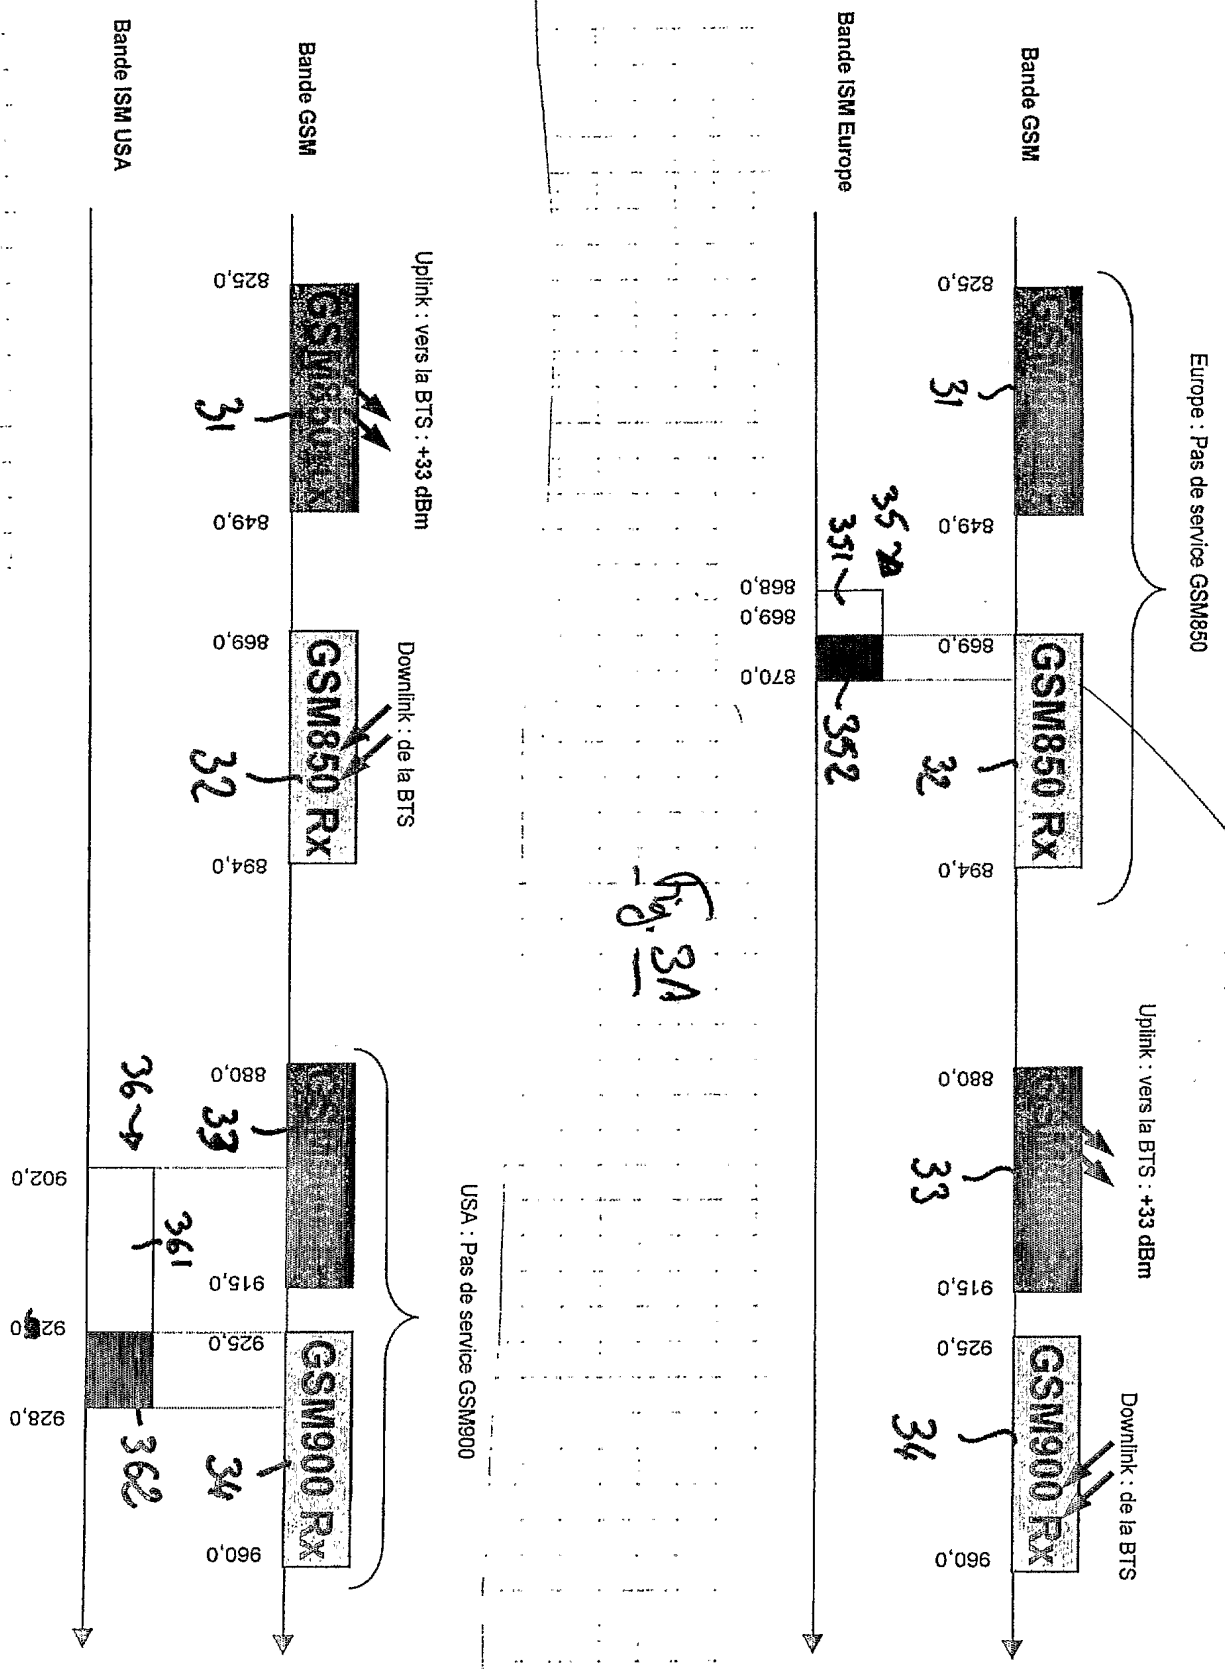 Europe : Pas de service GSM850
Uplink : vers la BTS : +33 dBm
Downlink : de la BTS
Bande GSM
GSM850 Rx
GSM900 Rx
825,0
849,0
869,0
894,0
880,0
915,0
925,0
960,0
31
32
33
34
35
351
352
Bande ISM Europe
868,0
869,0
870,0
Fig. 3A
USA : Pas de service GSM900
Uplink : vers la BTS : +33 dBm
Downlink : de la BTS
Bande GSM
GSM850 Tx
GSM850 Rx
GSM900 Rx
825,0
849,0
869,0
894,0
880,0
915,0
925,0
960,0
31
32
33
34
36
361
362
Bande ISM USA
902,0
928,0